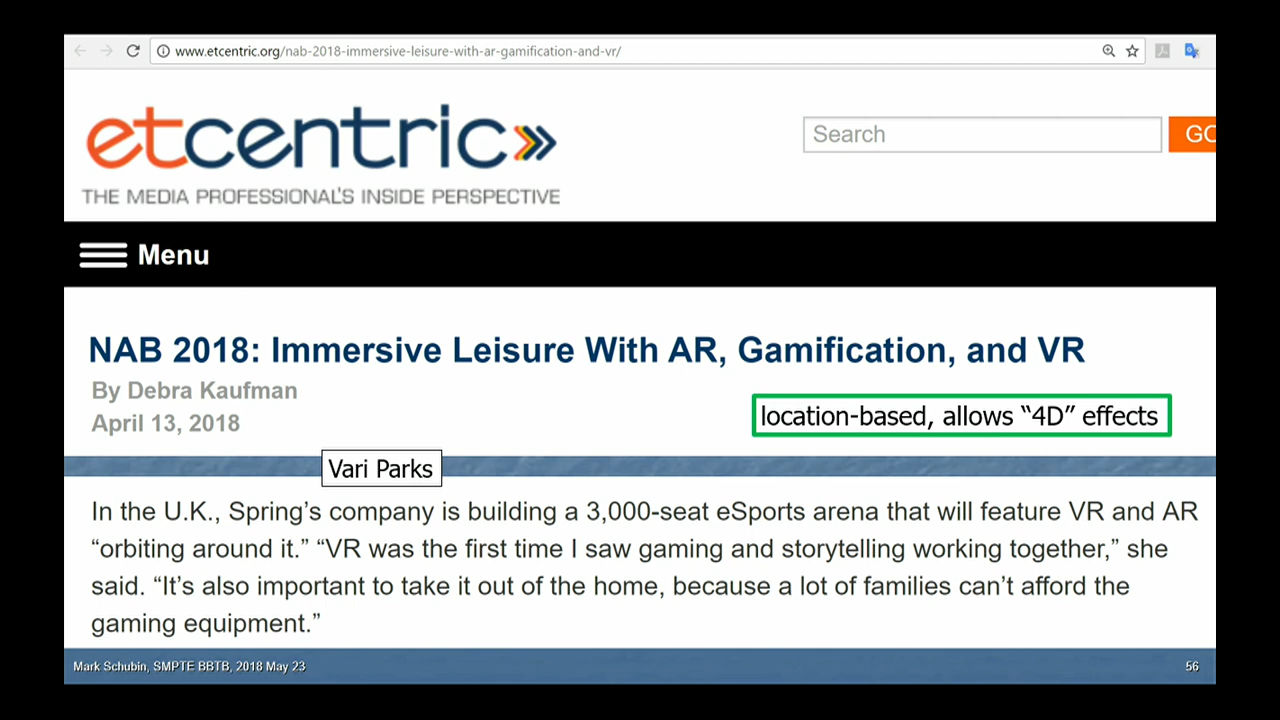 www.etcentric.org/nab-2018-immersive-leisure-with-ar-gamification-and-vr/
etcentric
THE MEDIA PROFESSIONAL'S INSIDE PERSPECTIVE
Search
GO
Menu
NAB 2018: Immersive Leisure With AR, Gamification, and VR
By Debra Kaufman
April 13, 2018
location-based, allows “4D” effects
Vari Parks
In the U.K., Spring’s company is building a 3,000-seat eSports arena that will feature VR and AR
“orbiting around it.” “VR was the first time I saw gaming and storytelling working together,” she
said. “It’s also important to take it out of the home, because a lot of families can’t afford the
gaming equipment.”
Mark Schubin, SMPTE BBTB, 2018 May 23
56